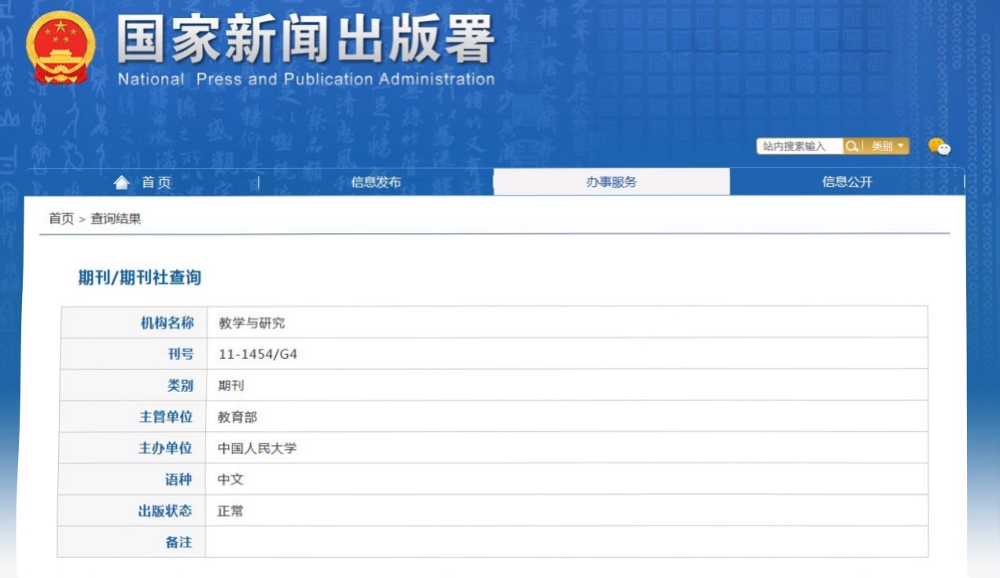 国家新闻出版署
National Press and Publication Administration
站内搜索输入 类别
首页 信息发布 办事服务 信息公开
首页 > 查询结果
期刊/期刊社查询
机构名称 教学与研究
刊号 11-1454/G4
类别 期刊
主管单位 教育部
主办单位 中国人民大学
语种 中文
出版状态 正常
备注